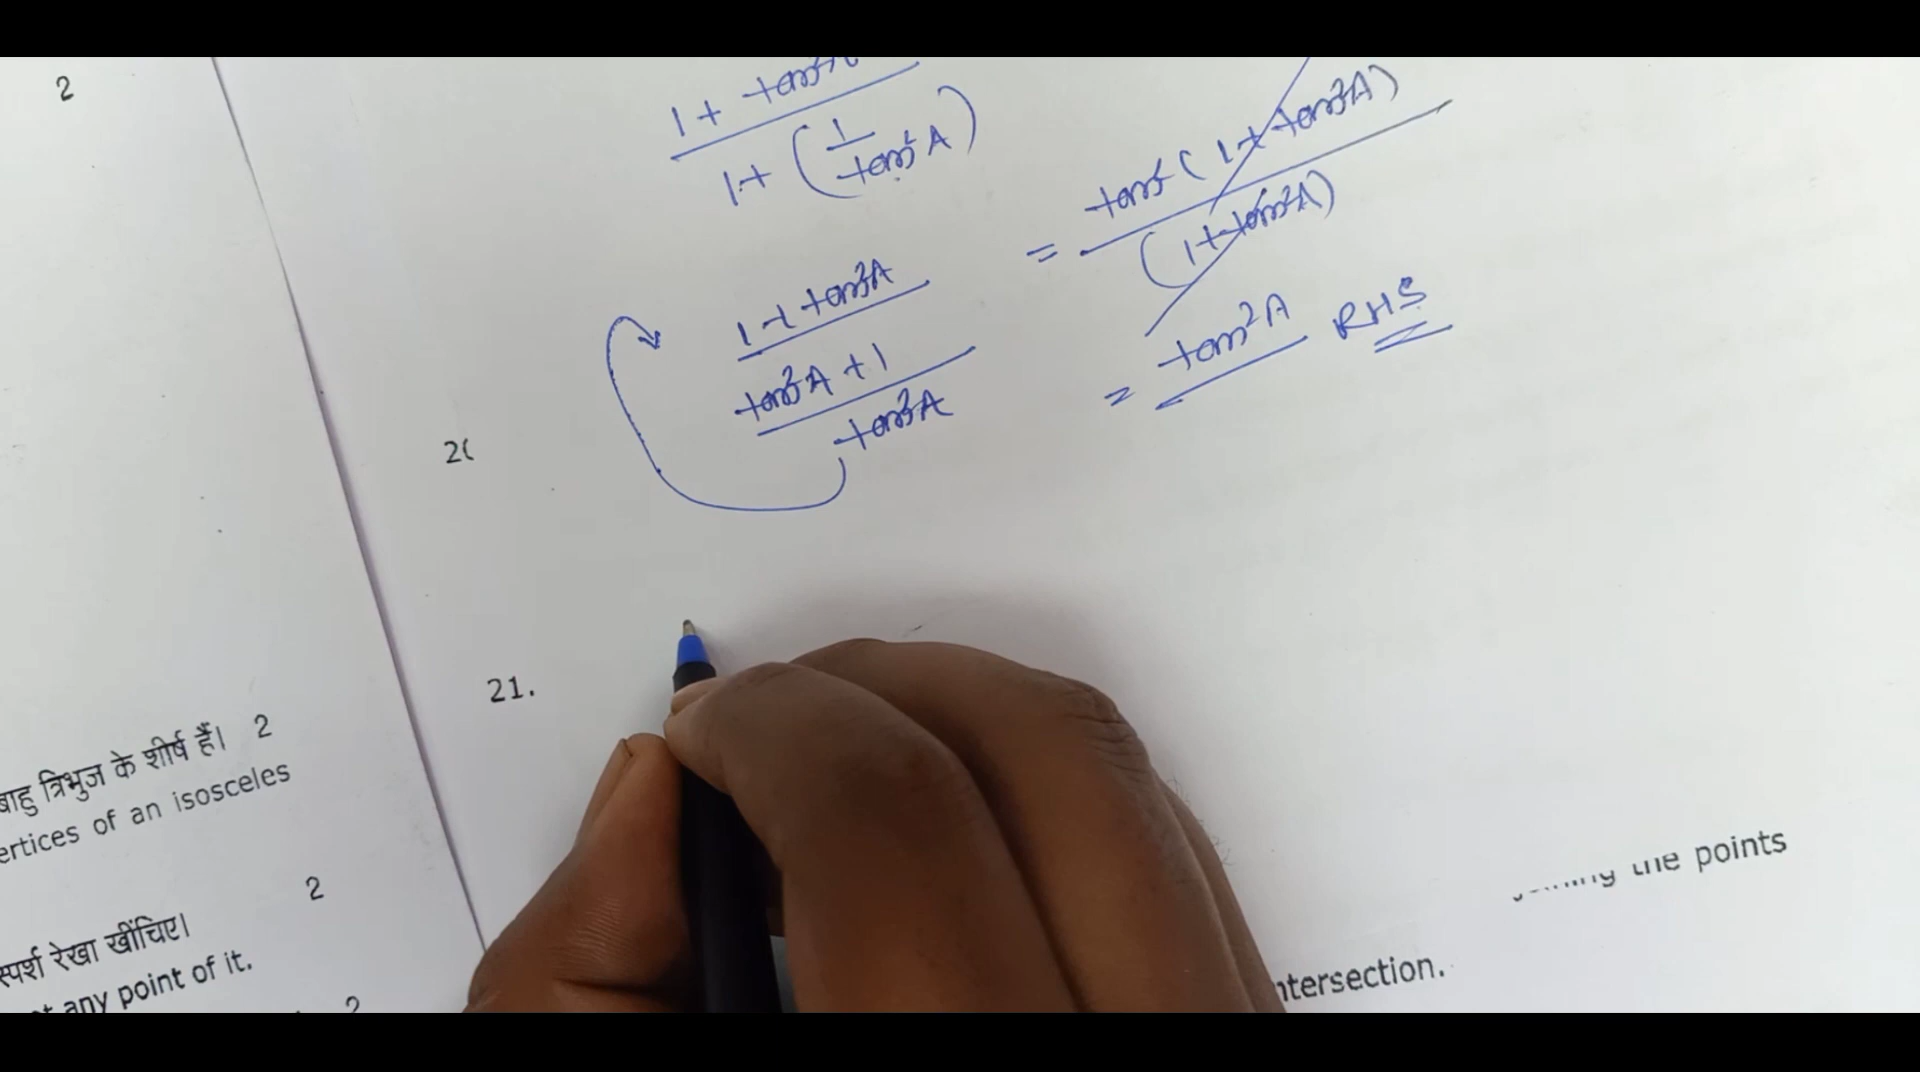 2
1 + tan²A
1 + (1/tan²A)
1 + tan²A
tan²A + 1
tan²A
= tan²(1 + tan²A)
(1 + tan²A)
= tan²A RHS
2(
21.
बाहु त्रिभुज के शीर्ष हैं। 2
ertices of an isosceles
2
स्पर्श रेखा खींचिए।
any point of it.
the points
ntersection.